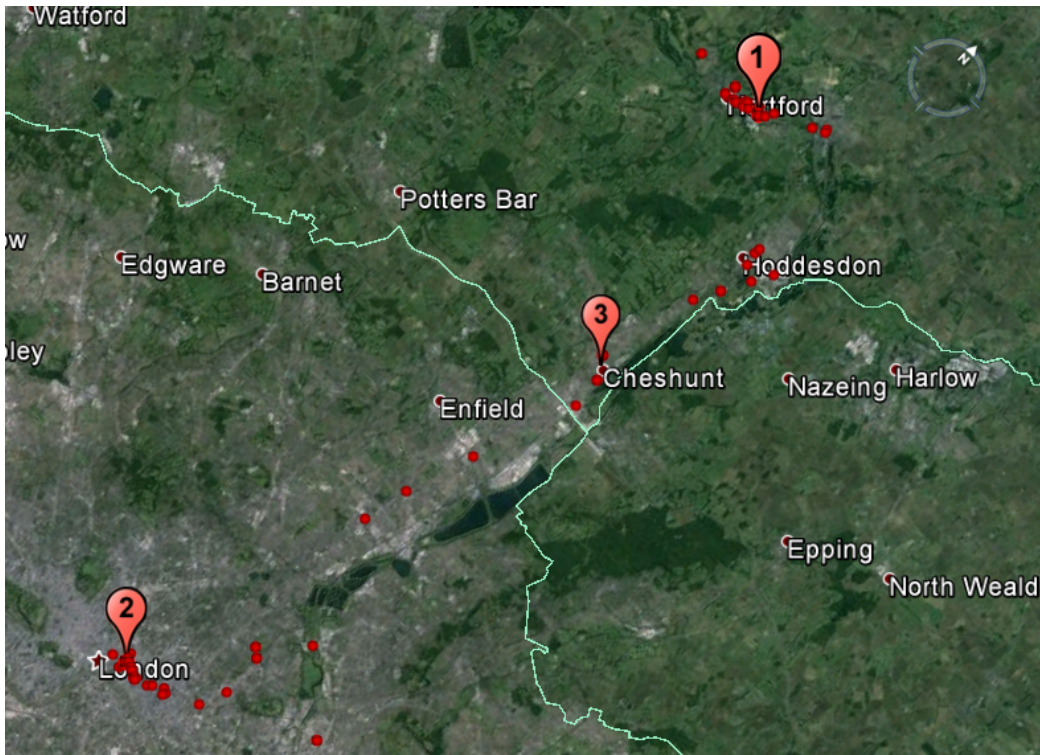 Watford
1
Hertford
N
Potters Bar
Edgware
Barnet
Hoddesdon
3
Cheshunt
Nazeing
Harlow
Enfield
Epping
North Weald
2
London